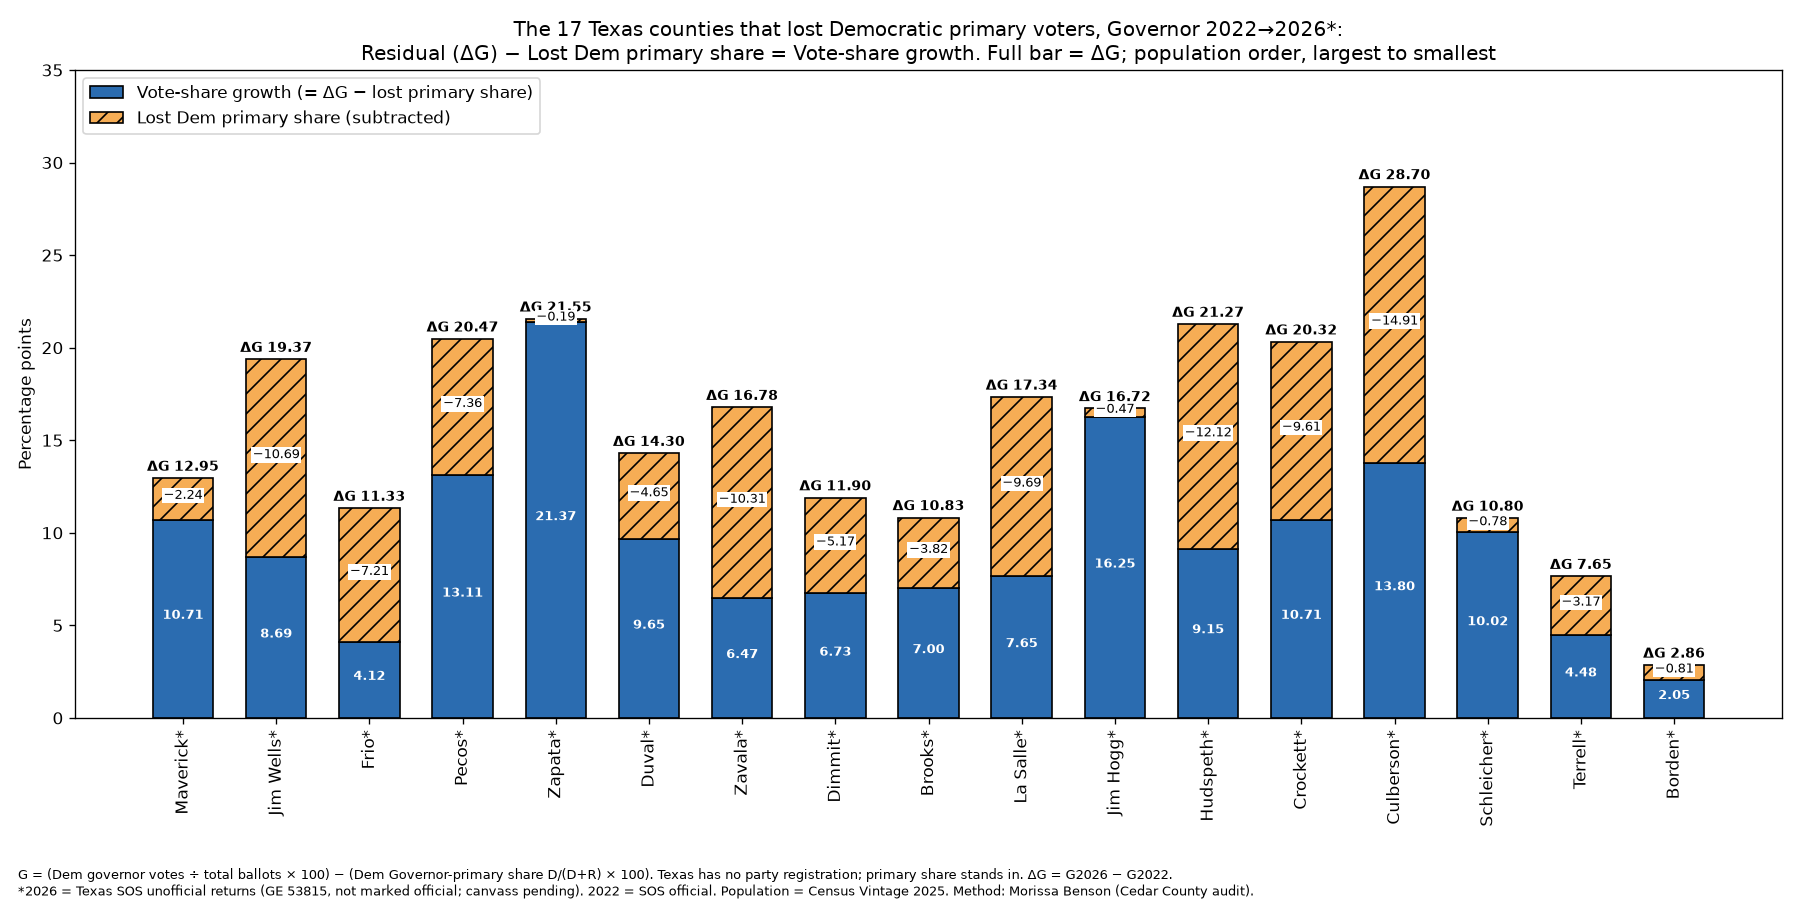 The 17 Texas counties that lost Democratic primary voters, Governor 2022→2026*:
Residual (ΔG) − Lost Dem primary share = Vote-share growth. Full bar = ΔG; population order, largest to smallest
Vote-share growth (= ΔG − lost primary share)
Lost Dem primary share (subtracted)
Percentage points
35
30
25
20
15
10
5
0
ΔG 12.95
−2.24
10.71
ΔG 19.37
−10.69
8.69
ΔG 11.33
−7.21
4.12
ΔG 20.47
−7.36
13.11
ΔG 21.55
−0.19
21.37
ΔG 14.30
−4.65
9.65
ΔG 16.78
−10.31
6.47
ΔG 11.90
−5.17
6.73
ΔG 10.83
−3.82
7.00
ΔG 17.34
−9.69
7.65
ΔG 16.72
−0.47
16.25
ΔG 21.27
−12.12
9.15
ΔG 20.32
−9.61
10.71
ΔG 28.70
−14.91
13.80
ΔG 10.80
−0.78
10.02
ΔG 7.65
−3.17
4.48
ΔG 2.86
−0.81
2.05
Maverick*
Jim Wells*
Frio*
Pecos*
Zapata*
Duval*
Zavala*
Dimmit*
Brooks*
La Salle*
Jim Hogg*
Hudspeth*
Crockett*
Culberson*
Schleicher*
Terrell*
Borden*
G = (Dem governor votes ÷ total ballots × 100) − (Dem Governor-primary share D/(D+R) × 100). Texas has no party registration; primary share stands in. ΔG = G2026 − G2022.
*2026 = Texas SOS unofficial returns (GE 53815, not marked official; canvass pending). 2022 = SOS official. Population = Census Vintage 2025. Method: Morissa Benson (Cedar County audit).